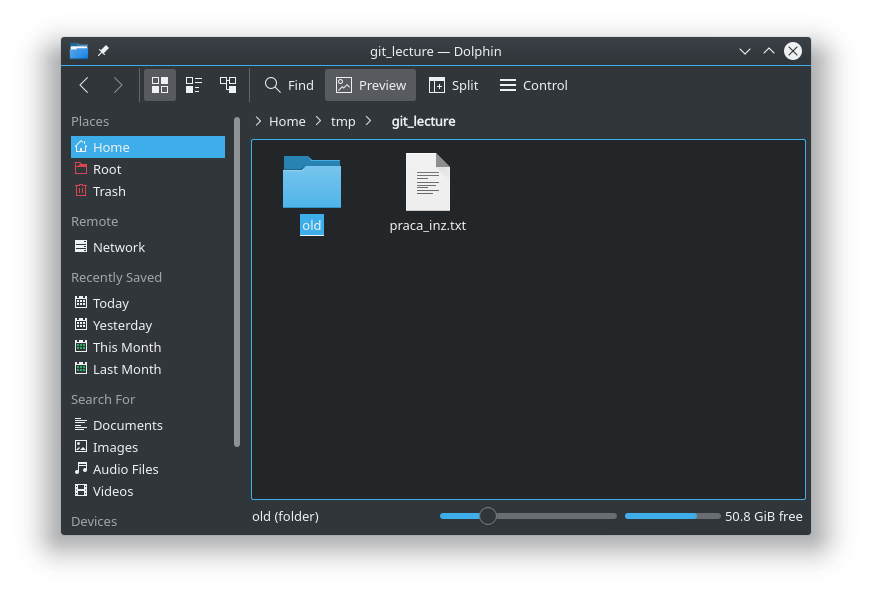 git_lecture — Dolphin
Find Preview Split Control
Places
Home
Root
Trash
Remote
Network
Recently Saved
Today
Yesterday
This Month
Last Month
Search For
Documents
Images
Audio Files
Videos
Devices
Home tmp git_lecture
old praca_inz.txt
old (folder) 50.8 GiB free